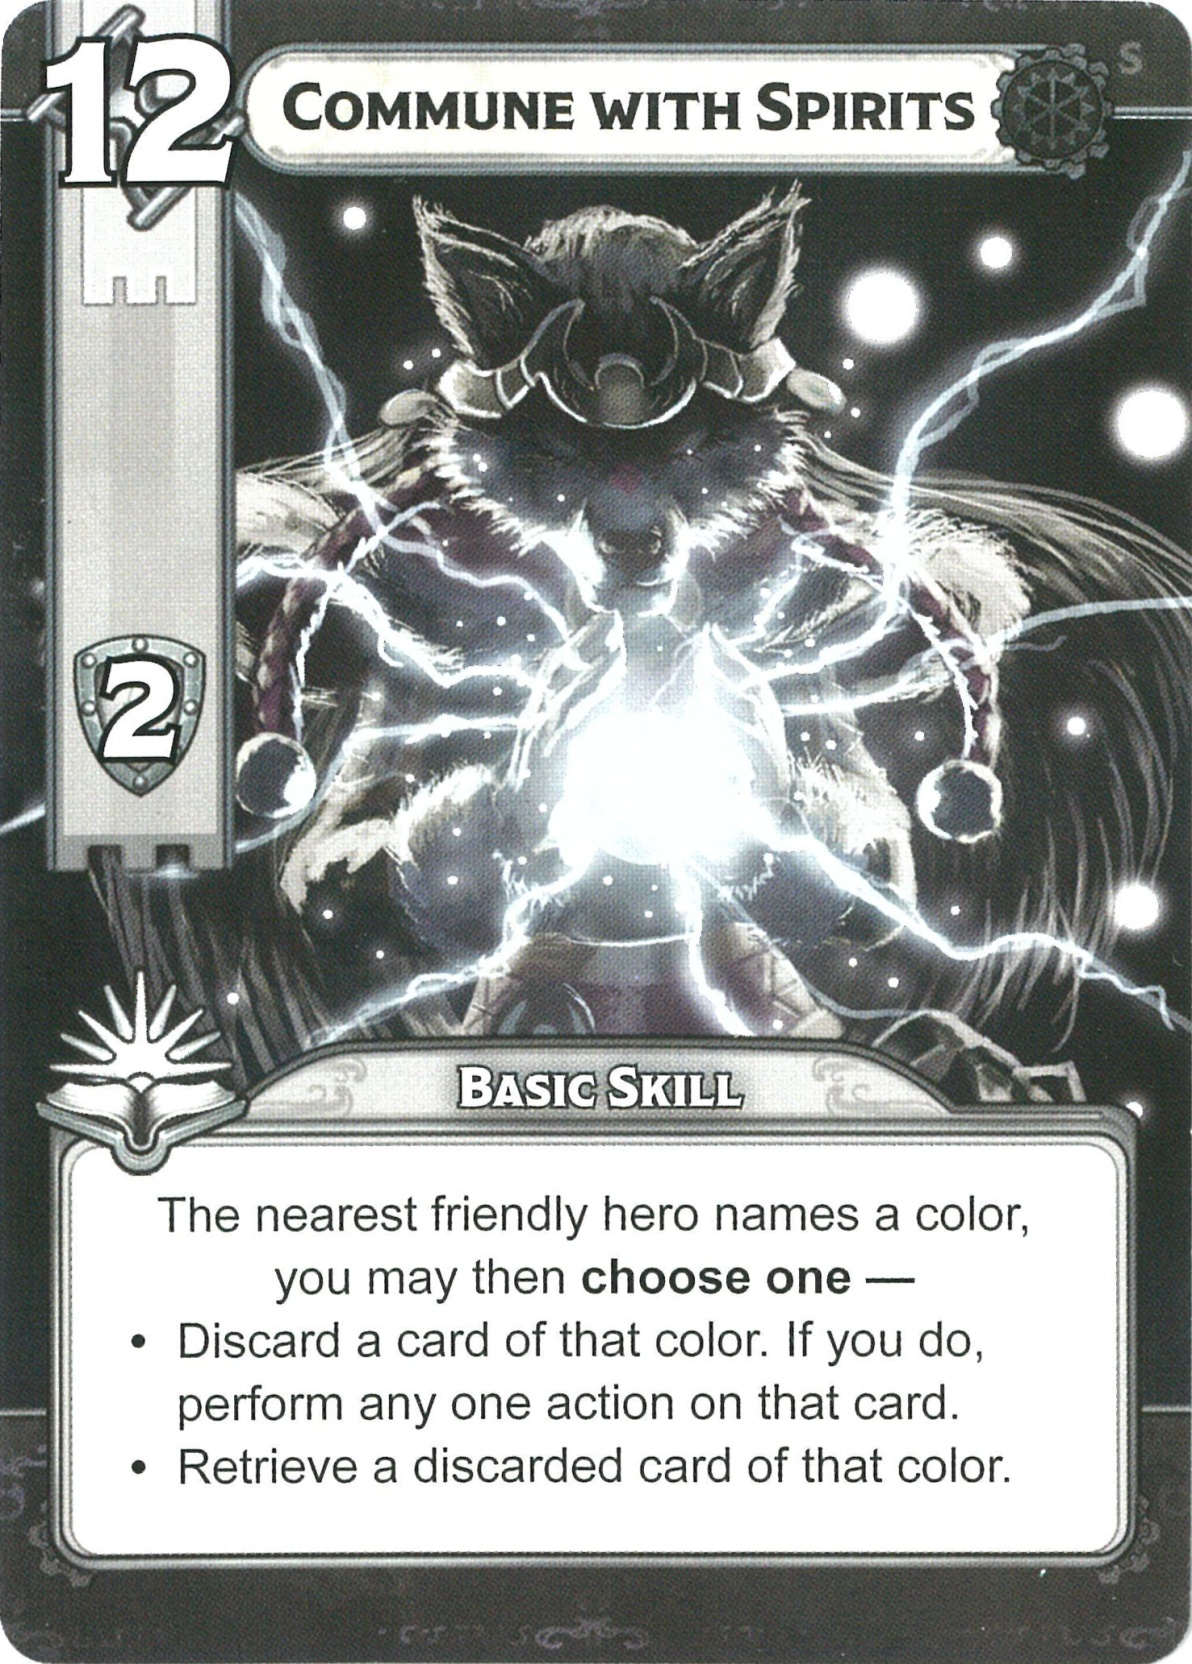 12
COMMUNE WITH SPIRITS
S
2
BASIC SKILL
The nearest friendly hero names a color,
you may then choose one —
• Discard a card of that color. If you do,
perform any one action on that card.
• Retrieve a discarded card of that color.